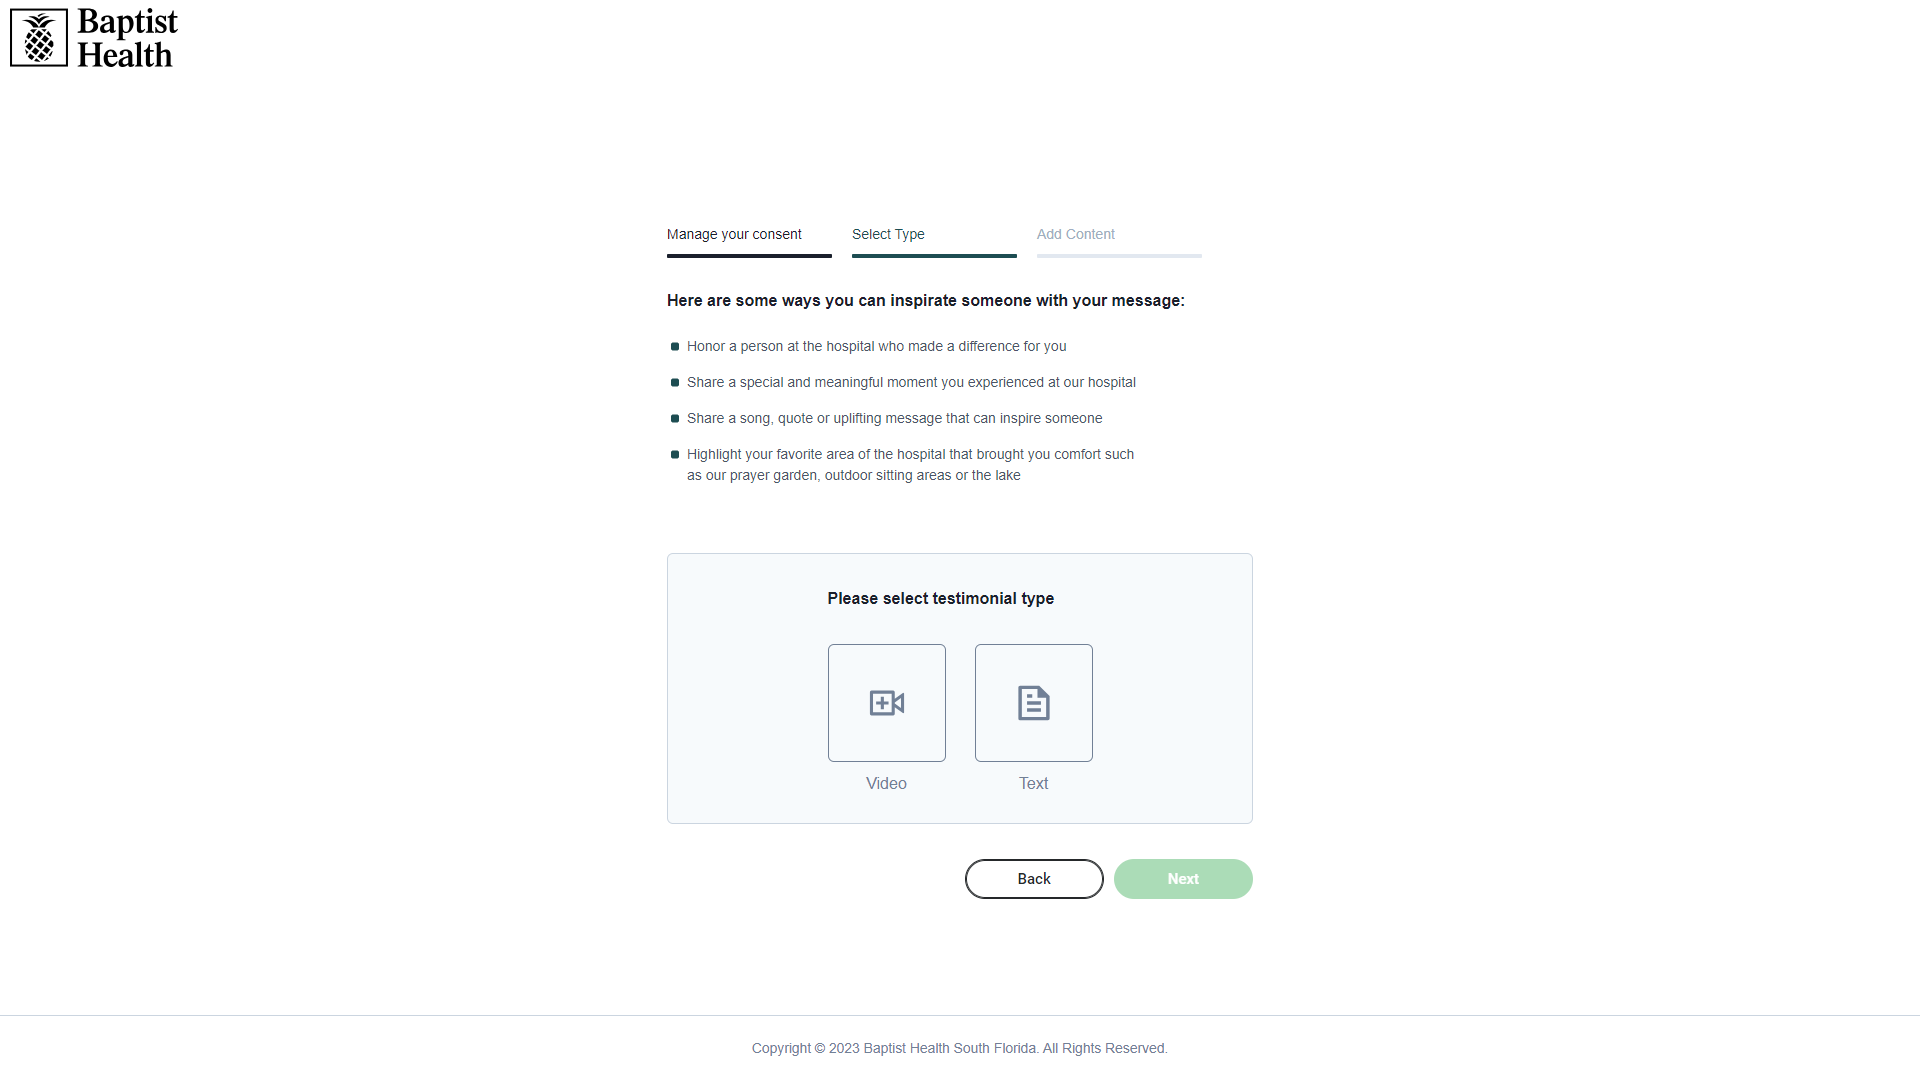 Baptist
Health
Manage your consent
Select Type
Add Content
Here are some ways you can inspirate someone with your message:
Honor a person at the hospital who made a difference for you
Share a special and meaningful moment you experienced at our hospital
Share a song, quote or uplifting message that can inspire someone
Highlight your favorite area of the hospital that brought you comfort such
as our prayer garden, outdoor sitting areas or the lake
Please select testimonial type
Video
Text
Back
Next
Copyright © 2023 Baptist Health South Florida. All Rights Reserved.